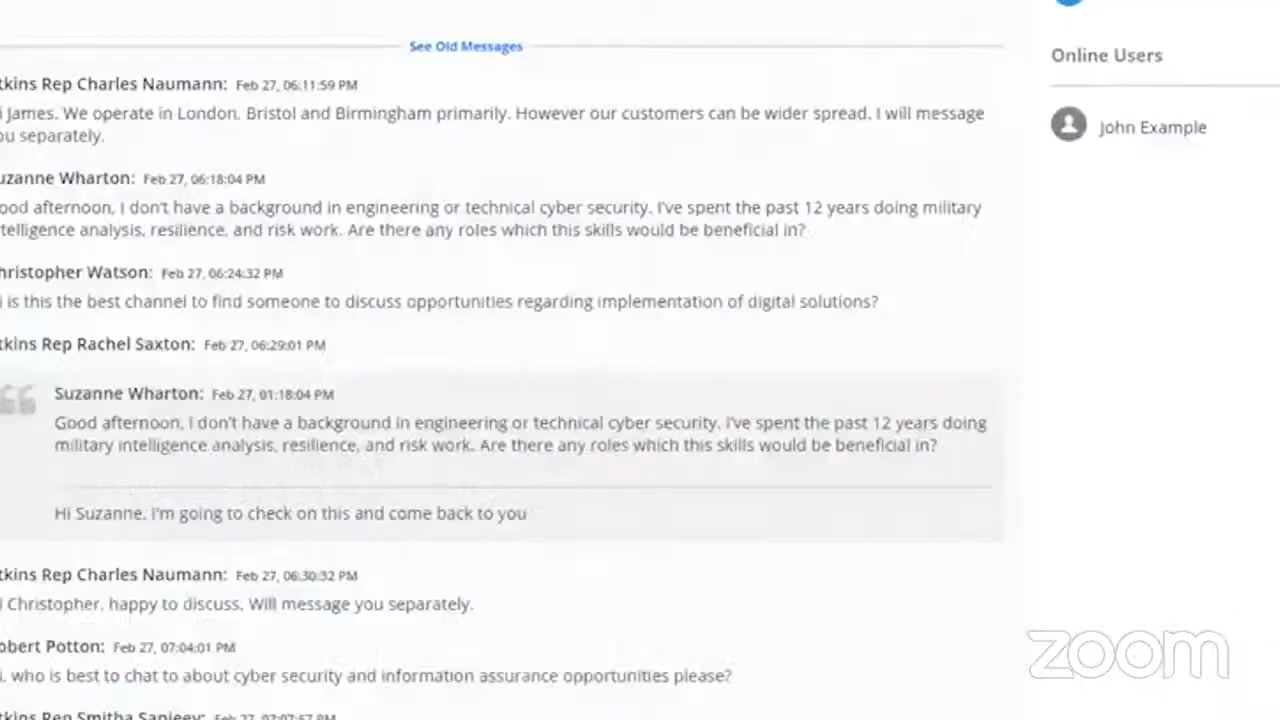 See Old Messages
Online Users
John Example
tkins Rep Charles Naumann: Feb 27, 06:11:59 PM
i James. We operate in London, Bristol and Birmingham primarily. However our customers can be wider spread. I will message
ou separately.
uzanne Wharton: Feb 27, 06:18:04 PM
ood afternoon, I don't have a background in engineering or technical cyber security. I've spent the past 12 years doing military
telligence analysis, resilience, and risk work. Are there any roles which this skills would be beneficial in?
hristopher Watson: Feb 27, 06:24:32 PM
i is this the best channel to find someone to discuss opportunities regarding implementation of digital solutions?
tkins Rep Rachel Saxton: Feb 27, 06:29:01 PM
Suzanne Wharton: Feb 27, 01:18:04 PM
Good afternoon, I don't have a background in engineering or technical cyber security. I've spent the past 12 years doing
military intelligence analysis, resilience, and risk work. Are there any roles which this skills would be beneficial in?
Hi Suzanne, I'm going to check on this and come back to you
tkins Rep Charles Naumann: Feb 27, 06:30:32 PM
i Christopher, happy to discuss. Will message you separately.
obert Potton: Feb 27, 07:04:01 PM
i, who is best to chat to about cyber security and information assurance opportunities please?
tkins Rep Smitha Sanjeev: Feb 27, 07:07:57 PM
zoom